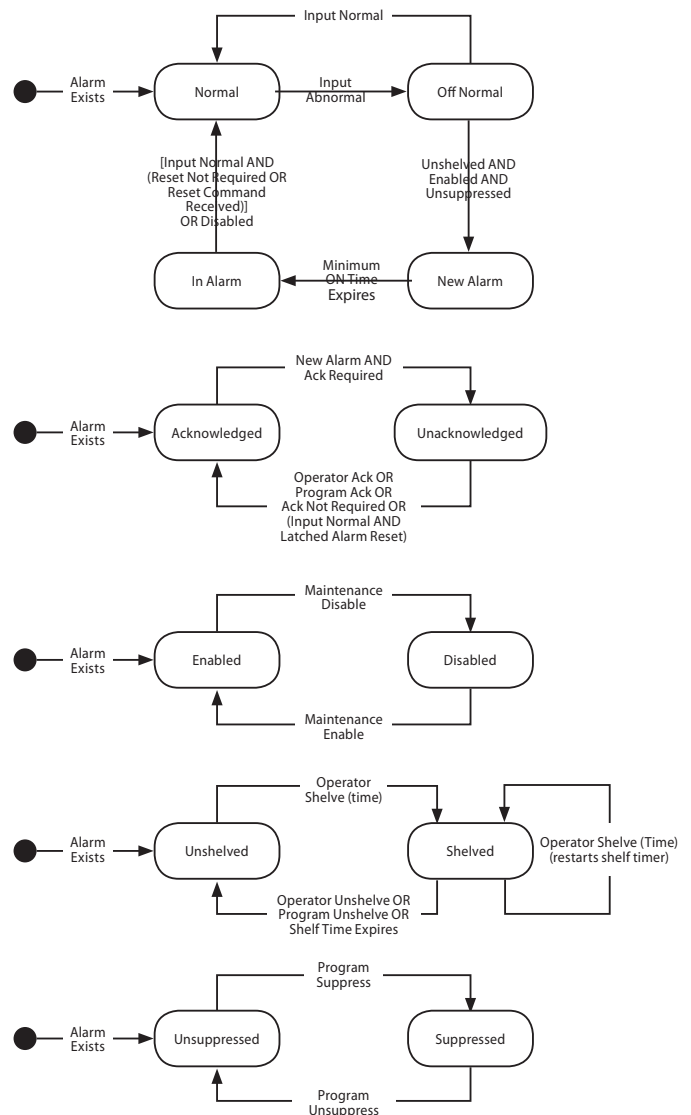 Input Normal
Alarm
Exists
Normal
Input
Abnormal
Off Normal
[Input Normal AND
(Reset Not Required OR
Reset Command
Received)]
OR Disabled
Unshelved AND
Enabled AND
Unsuppressed
In Alarm
Minimum
ON Time
Expires
New Alarm
New Alarm AND
Ack Required
Alarm
Exists
Acknowledged
Unacknowledged
Operator Ack OR
Program Ack OR
Ack Not Required OR
(Input Normal AND
Latched Alarm Reset)
Maintenance
Disable
Alarm
Exists
Enabled
Disabled
Maintenance
Enable
Operator
Shelve (time)
Alarm
Exists
Unshelved
Shelved
Operator Shelve (Time)
(restarts shelf timer)
Operator Unshelve OR
Program Unshelve OR
Shelf Time Expires
Program
Suppress
Alarm
Exists
Unsuppressed
Suppressed
Program
Unsuppress